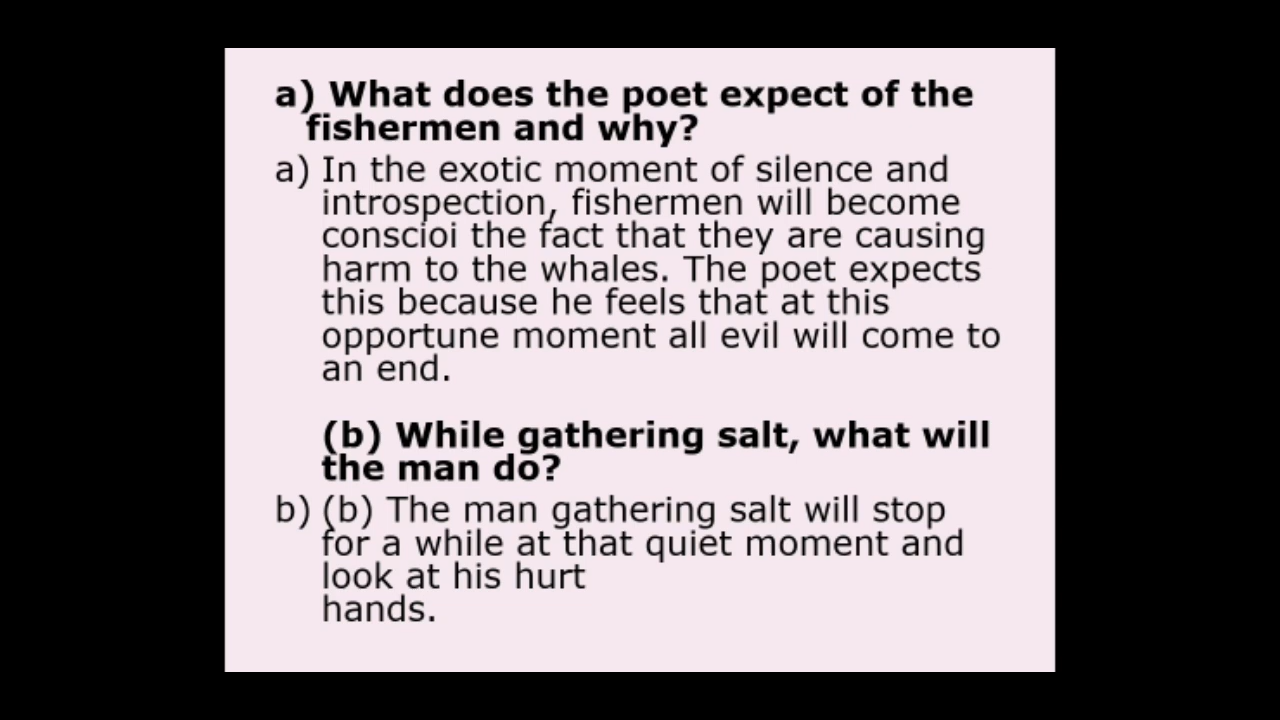 a) What does the poet expect of the
fishermen and why?
a) In the exotic moment of silence and
introspection, fishermen will become
conscioi the fact that they are causing
harm to the whales. The poet expects
this because he feels that at this
opportune moment all evil will come to
an end.
(b) While gathering salt, what will
the man do?
b) (b) The man gathering salt will stop
for a while at that quiet moment and
look at his hurt
hands.